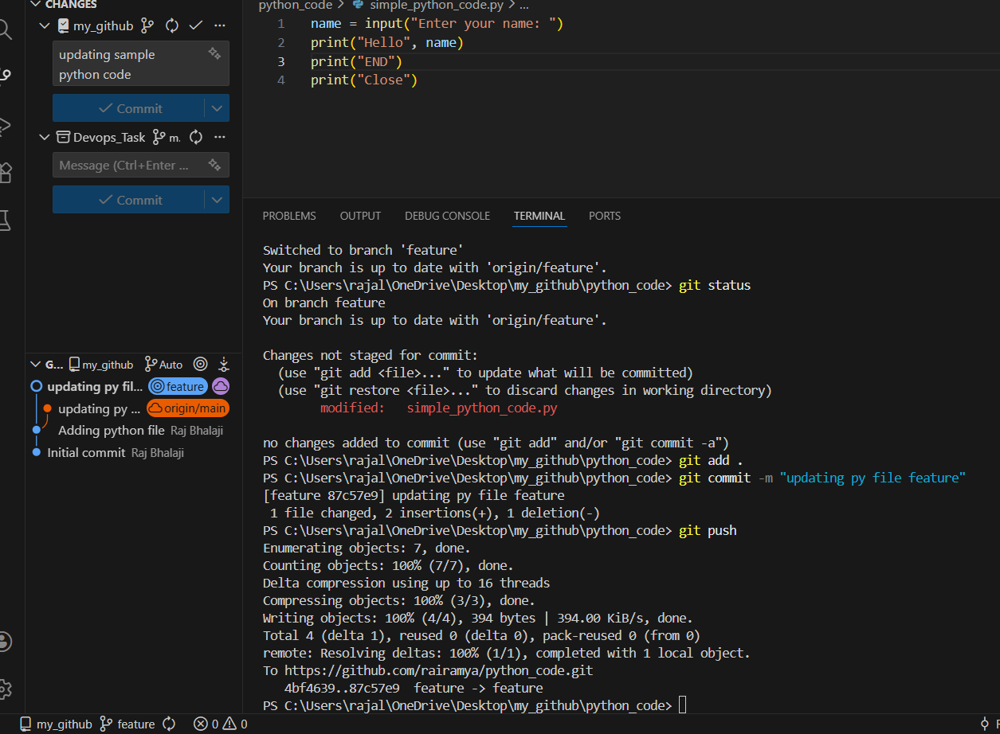 CHANGES
my_github
updating sample
python code
Commit
Devops_Task m.
Message (Ctrl+Enter ...
Commit
G... my_github Auto
updating py fil... feature
updating py ... origin/main
Adding python file Raj Bhalaji
Initial commit Raj Bhalaji
python_code > simple_python_code.py > ...
1 name = input("Enter your name: ")
2 print("Hello", name)
3 print("END")
4 print("Close")
PROBLEMS OUTPUT DEBUG CONSOLE TERMINAL PORTS
Switched to branch 'feature'
Your branch is up to date with 'origin/feature'.
PS C:\Users\rajal\OneDrive\Desktop\my_github\python_code> git status
On branch feature
Your branch is up to date with 'origin/feature'.
Changes not staged for commit:
(use "git add <file>..." to update what will be committed)
(use "git restore <file>..." to discard changes in working directory)
modified: simple_python_code.py
no changes added to commit (use "git add" and/or "git commit -a")
PS C:\Users\rajal\OneDrive\Desktop\my_github\python_code> git add .
PS C:\Users\rajal\OneDrive\Desktop\my_github\python_code> git commit -m "updating py file feature"
[feature 87c57e9] updating py file feature
1 file changed, 2 insertions(+), 1 deletion(-)
PS C:\Users\rajal\OneDrive\Desktop\my_github\python_code> git push
Enumerating objects: 7, done.
Counting objects: 100% (7/7), done.
Delta compression using up to 16 threads
Compressing objects: 100% (3/3), done.
Writing objects: 100% (4/4), 394 bytes | 394.00 KiB/s, done.
Total 4 (delta 1), reused 0 (delta 0), pack-reused 0 (from 0)
remote: Resolving deltas: 100% (1/1), completed with 1 local object.
To https://github.com/rairamya/python_code.git
4bf4639..87c57e9 feature -> feature
PS C:\Users\rajal\OneDrive\Desktop\my_github\python_code>
my_github feature 0 0